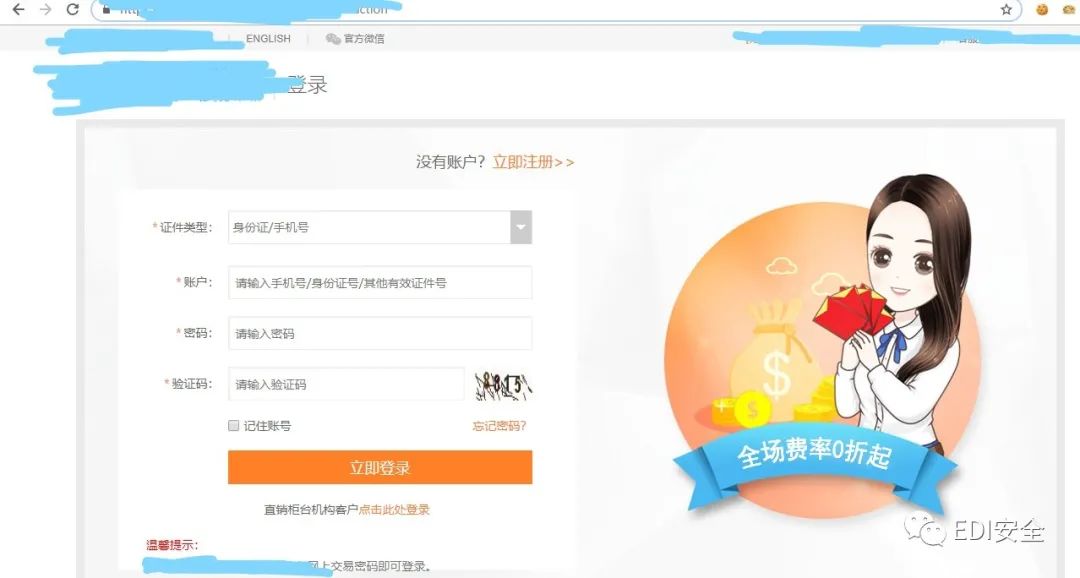 ENGLISH 官方微信
登录
没有账户？立即注册>>
*证件类型： 身份证/手机号
*账户： 请输入手机号/身份证号/其他有效证件号
*密码： 请输入密码
*验证码： 请输入验证码
记住账号 忘记密码?
立即登录
直销柜台机构客户点击此处登录
温馨提示：
网上交易密码即可登录。
全场费率0折起
EDI安全